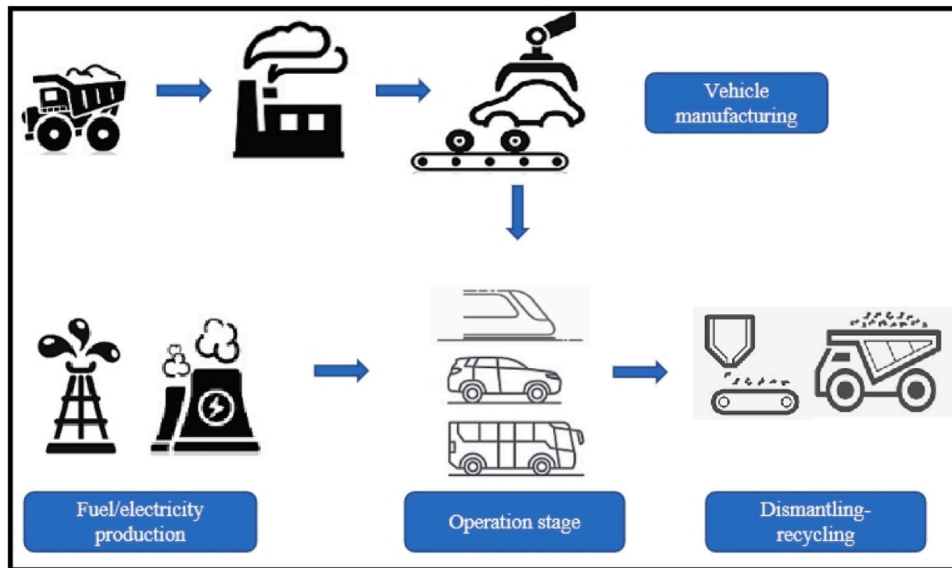 Vehicle
manufacturing
Fuel/electricity
production
Operation stage
Dismantling-
recycling